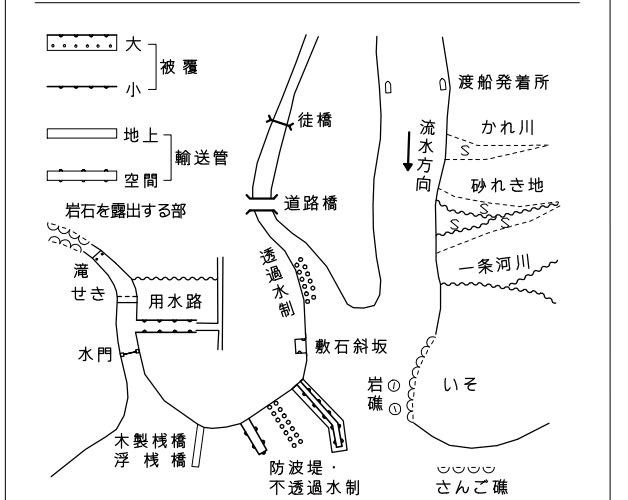 大
小
被覆
地上
空間
輸送管
岩石を露出する部
滝
せき
用水路
水門
木製桟橋
浮桟橋
徒橋
道路橋
透過水制
敷石斜坂
防波堤・
不透過水制
流水方向
渡船発着所
かれ川
S
砂れき地
S
S
一条河川
岩礁
いそ
さんご礁